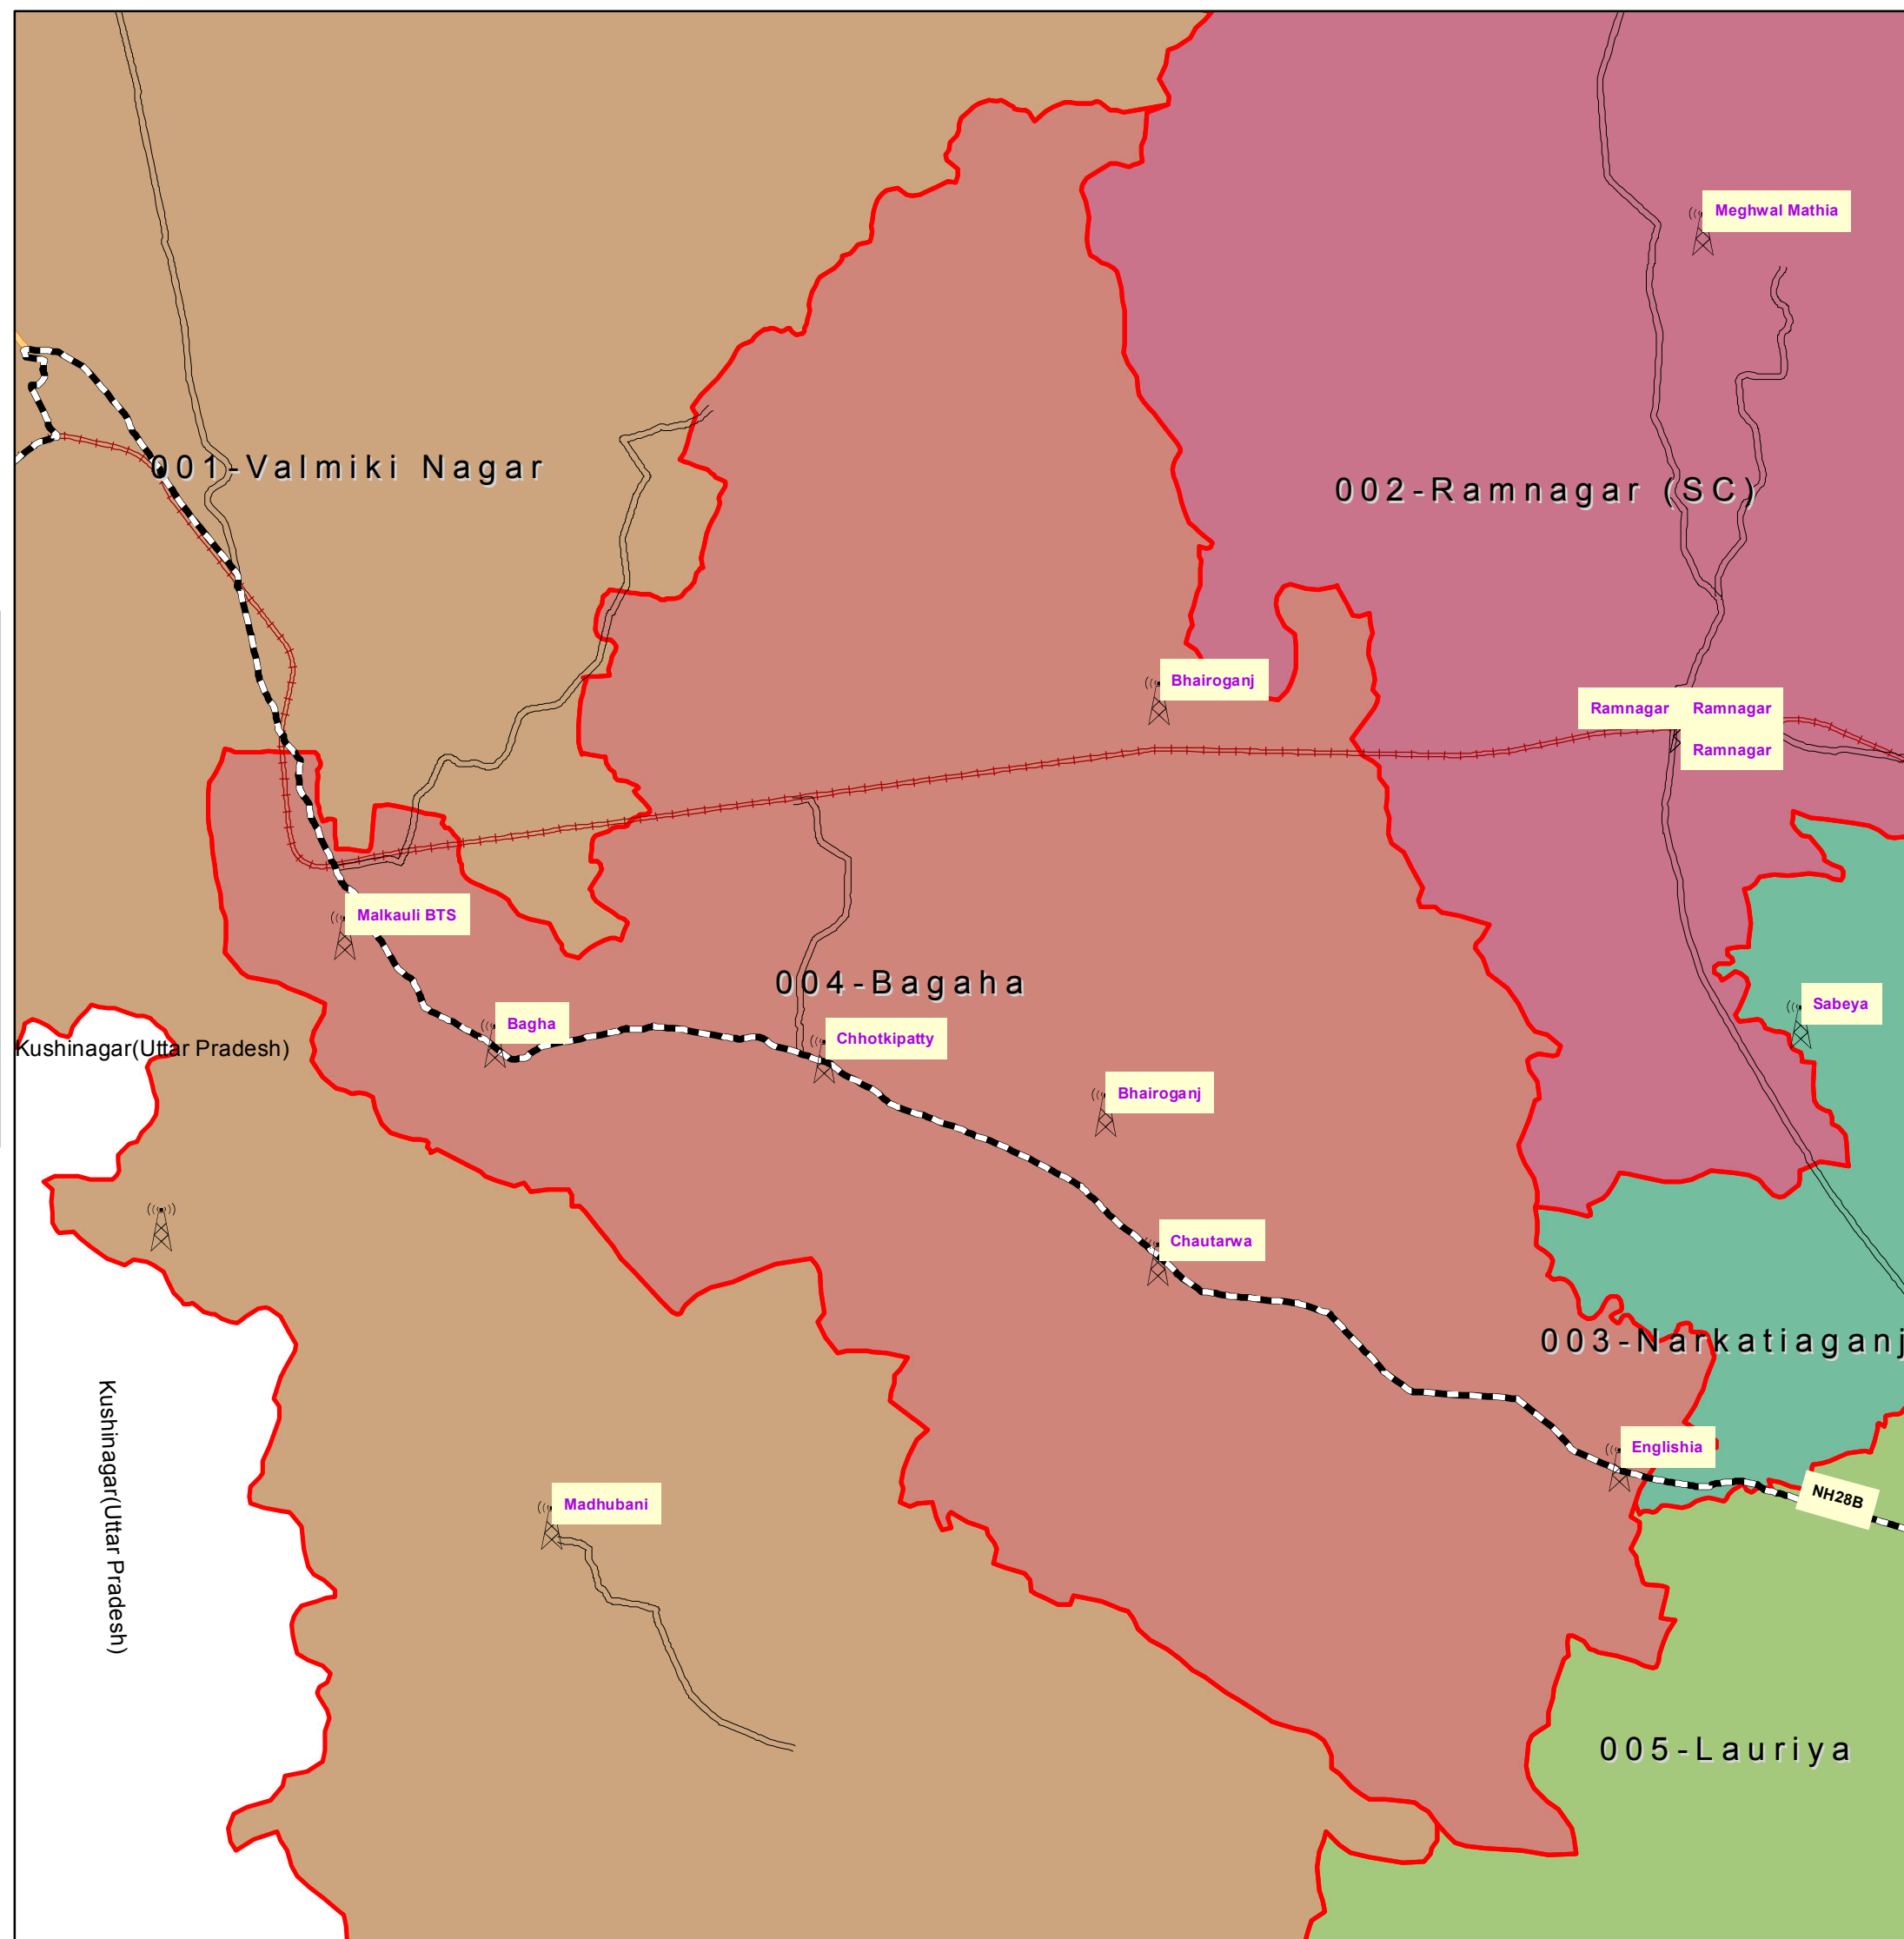 Meghwal Mathia
001-Valmiki Nagar
002-Ramnagar (SC)
Bhairoganj
Ramnagar
Ramnagar
Ramnagar
Malkauli BTS
004-Bagaha
Sabeya
Bagha
Chhotkipatty
Kushinagar(Uttar Pradesh)
Bhairoganj
Chautarwa
003-Narkatiaganj
Kushinagar(Uttar Pradesh)
Englishia
NH28B
Madhubani
005-Lauriya